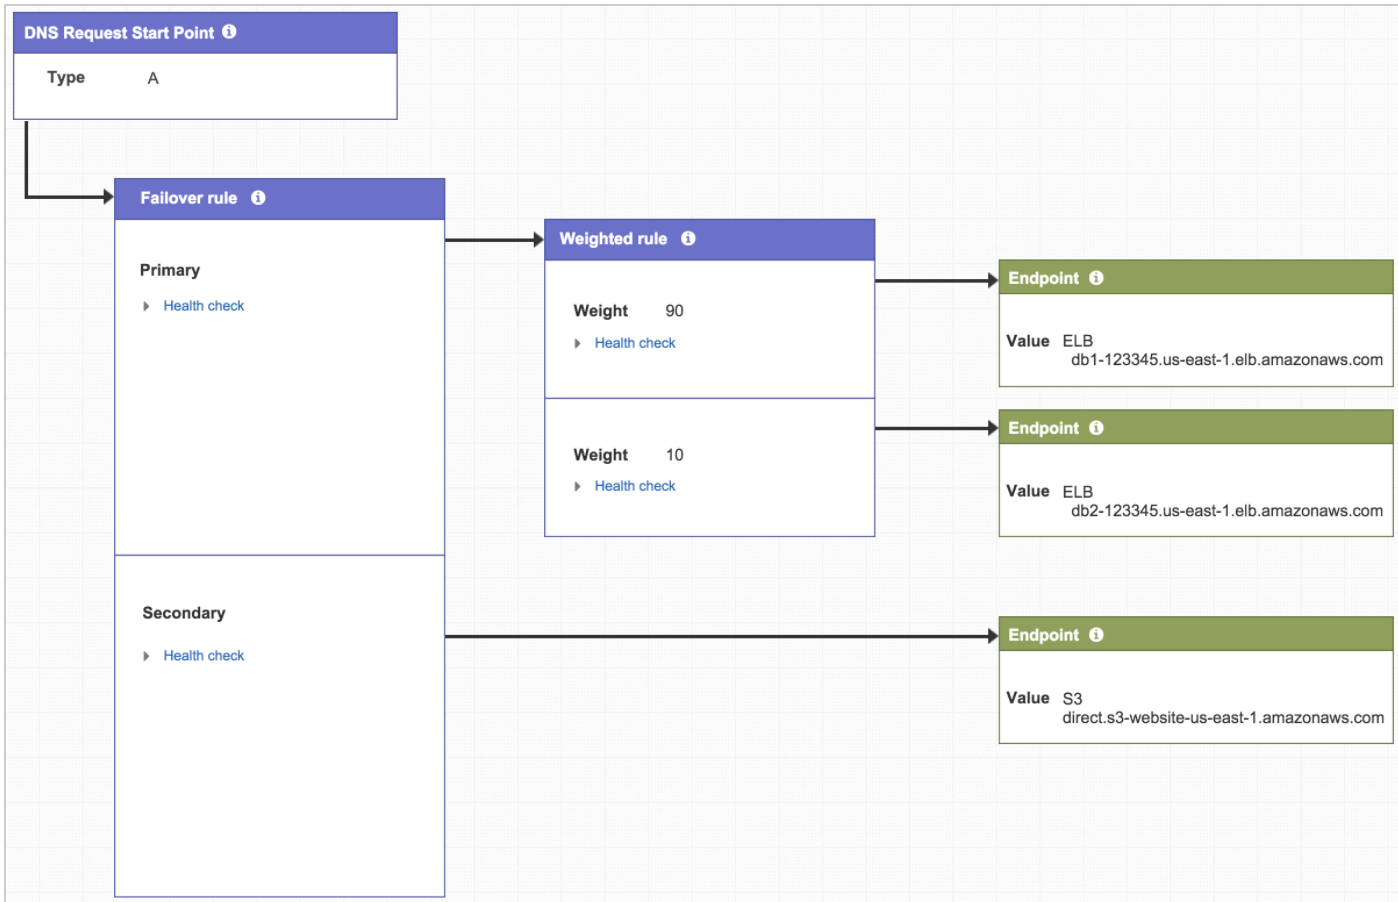 DNS Request Start Point
Type A
Failover rule
Primary
Health check
Secondary
Health check
Weighted rule
Weight 90
Health check
Weight 10
Health check
Endpoint
Value ELB
db1-123345.us-east-1.elb.amazonaws.com
Endpoint
Value ELB
db2-123345.us-east-1.elb.amazonaws.com
Endpoint
Value S3
direct.s3-website-us-east-1.amazonaws.com